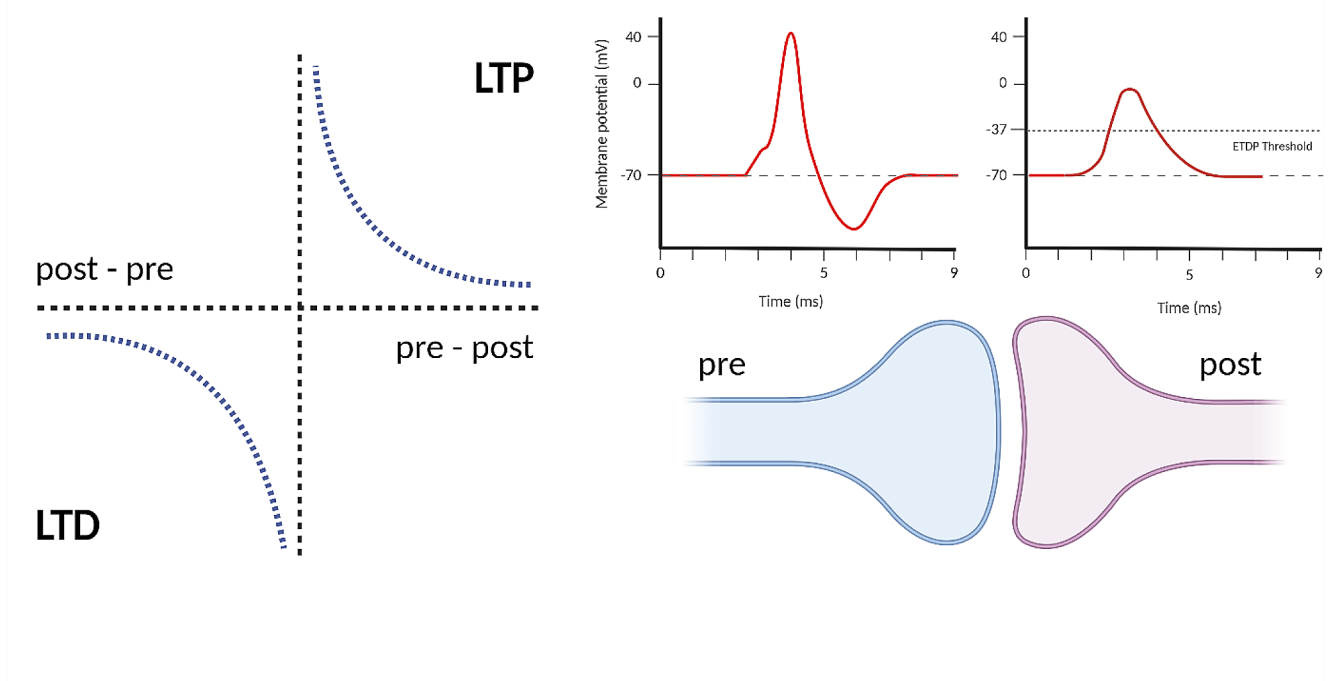 LTP
post - pre
pre - post
LTD
Membrane potential (mV)
40
0
-70
0
5
9
Time (ms)
40
0
-37
-70
ETDP Threshold
0
5
9
Time (ms)
pre
post